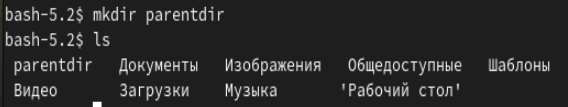 bash-5.2$ mkdir parentdir
bash-5.2$ ls
parentdir Документы Изображения Общедоступные Шаблоны
Видео Загрузки Музыка 'Рабочий стол'